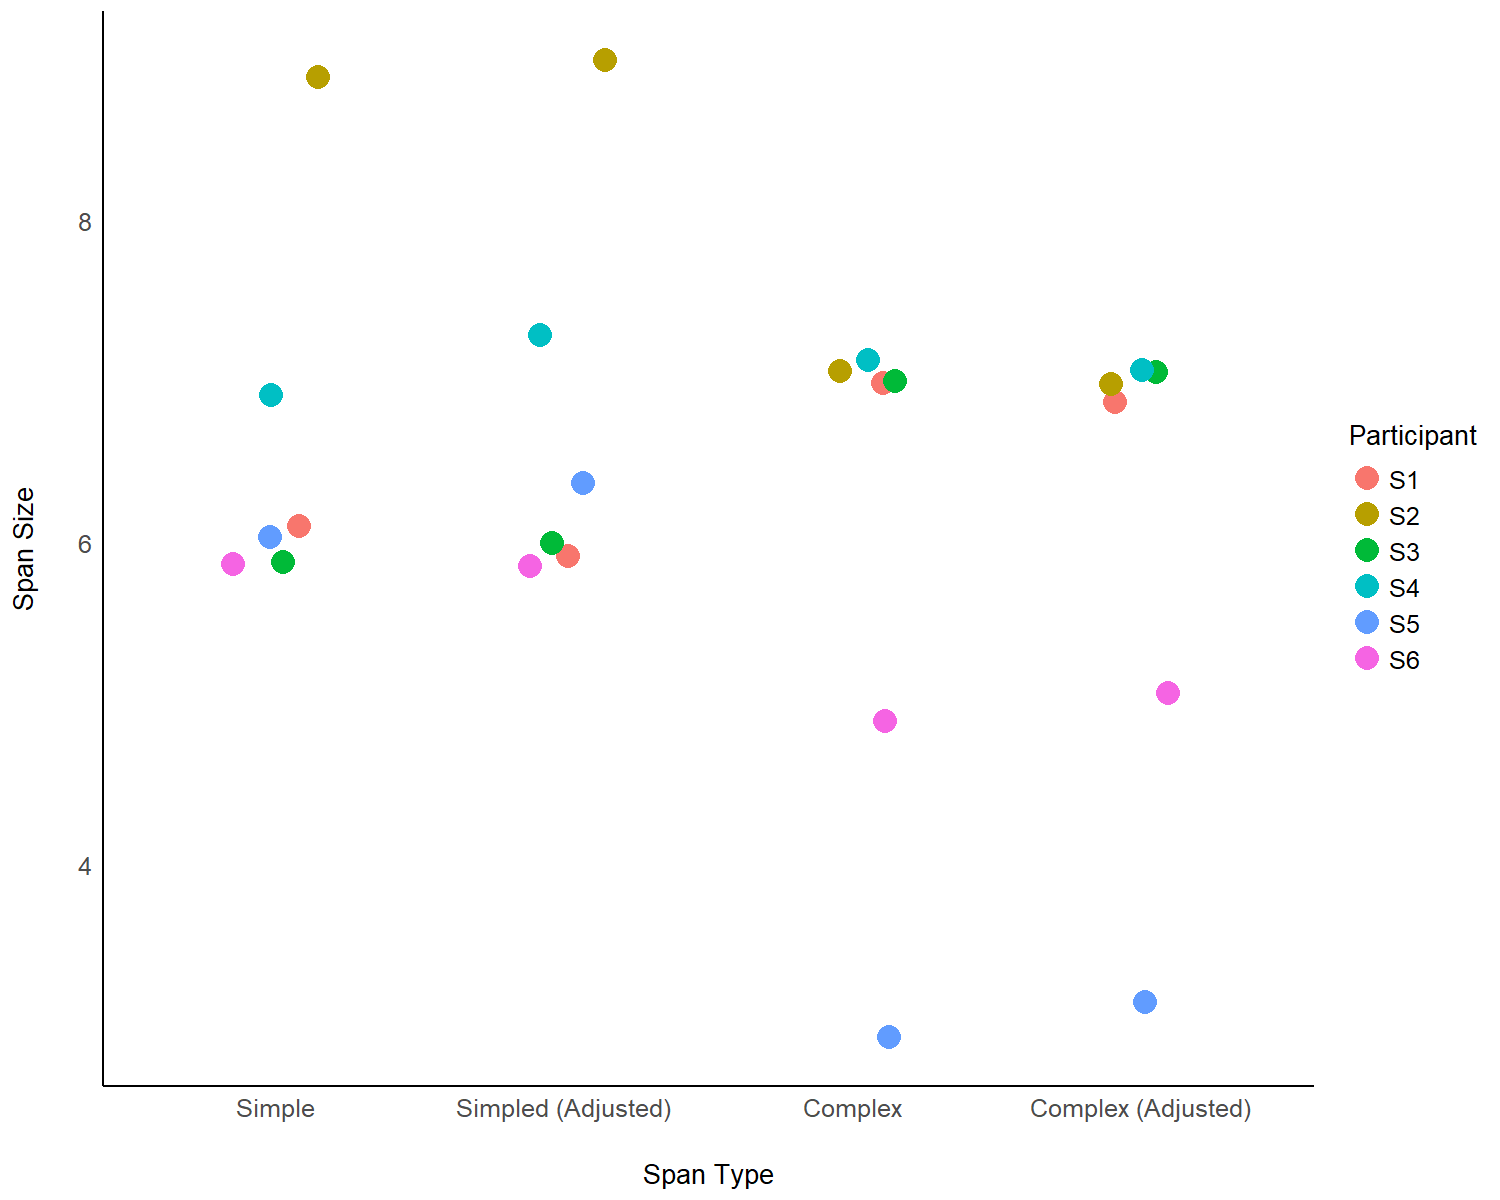 8
6
4
Span Size
Simple
Simpled (Adjusted)
Complex
Complex (Adjusted)
Span Type
Participant
S1
S2
S3
S4
S5
S6